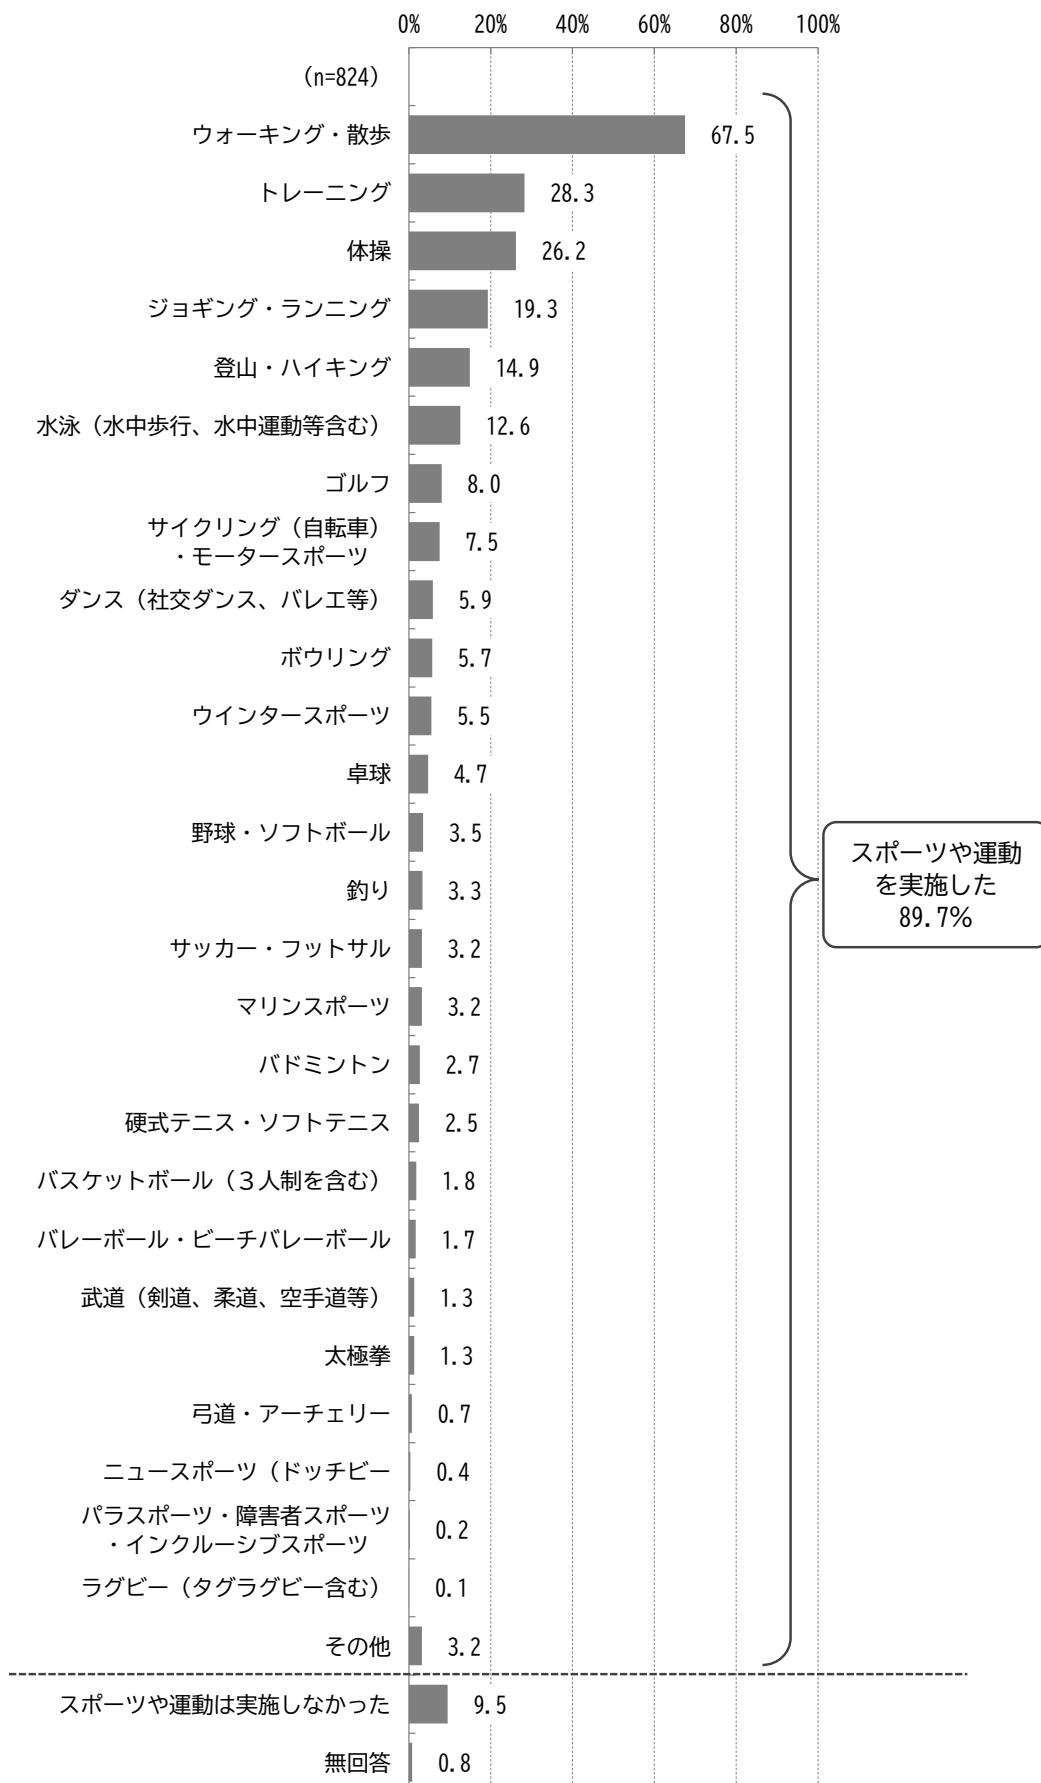 0% 20% 40% 60% 80% 100%
(n=824)
ウォーキング・散歩 67.5
トレーニング 28.3
体操 26.2
ジョギング・ランニング 19.3
登山・ハイキング 14.9
水泳（水中歩行、水中運動等含む） 12.6
ゴルフ 8.0
サイクリング（自転車）
・モータースポーツ 7.5
ダンス（社交ダンス、バレエ等） 5.9
ボウリング 5.7
ウインタースポーツ 5.5
卓球 4.7
野球・ソフトボール 3.5
釣り 3.3
サッカー・フットサル 3.2
マリンスポーツ 3.2
バドミントン 2.7
硬式テニス・ソフトテニス 2.5
バスケットボール（３人制を含む） 1.8
バレーボール・ビーチバレーボール 1.7
武道（剣道、柔道、空手道等） 1.3
太極拳 1.3
弓道・アーチェリー 0.7
ニュースポーツ（ドッチビー 0.4
パラスポーツ・障害者スポーツ
・インクルーシブスポーツ 0.2
ラグビー（タグラグビー含む） 0.1
その他 3.2
スポーツや運動は実施しなかった 9.5
無回答 0.8
スポーツや運動
を実施した
89.7%